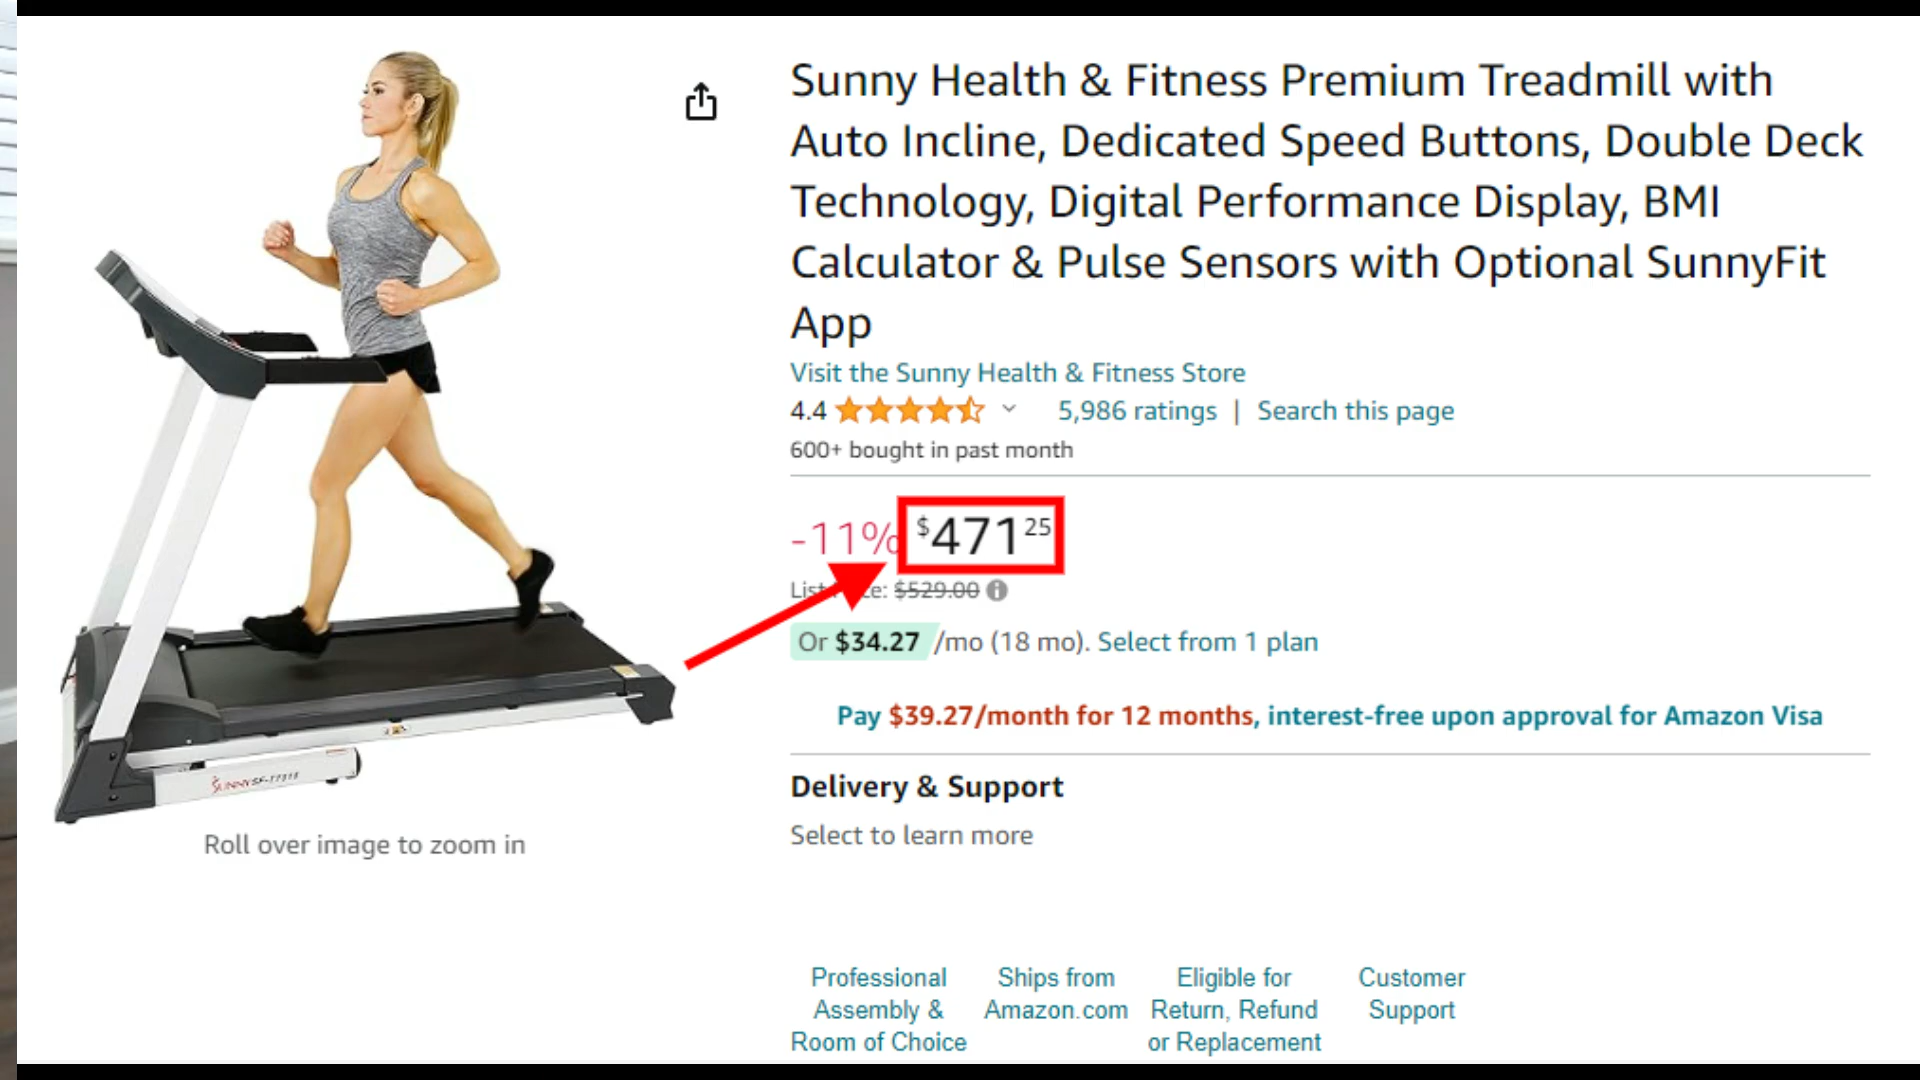 Sunny Health & Fitness Premium Treadmill with
Auto Incline, Dedicated Speed Buttons, Double Deck
Technology, Digital Performance Display, BMI
Calculator & Pulse Sensors with Optional SunnyFit
App
Visit the Sunny Health & Fitness Store
4.4 5,986 ratings | Search this page
600+ bought in past month
-11% $471 25
List : $529.00
Or $34.27 /mo (18 mo). Select from 1 plan
Pay $39.27/month for 12 months, interest-free upon approval for Amazon Visa
Delivery & Support
Select to learn more
SUNNY
Roll over image to zoom in
Professional
Assembly &
Room of Choice
Ships from
Amazon.com
Eligible for
Return, Refund
or Replacement
Customer
Support